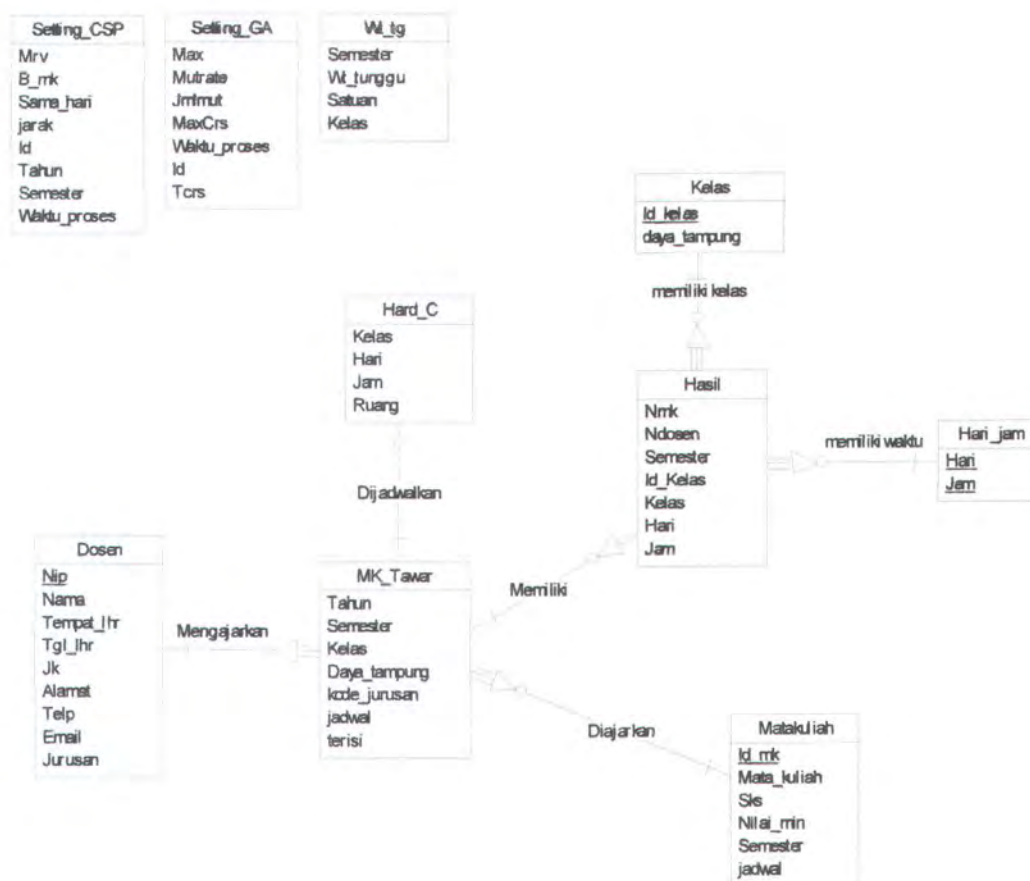 Setting_CSP
Mrv
B_mk
Sama_hari
jarak
Id
Tahun
Semester
Waktu_proses
Setting_GA
Max
Mutrate
Jmlmut
MaxCrs
Waktu_proses
Id
Tcrs
Wt_tg
Semester
Wt_tunggu
Satuan
Kelas
Kelas
Id_kelas
daya_tampung
memiliki kelas
Hard_C
Kelas
Hari
Jam
Ruang
Dijadwalkan
Hasil
Nmk
Ndosen
Semester
Id_Kelas
Kelas
Hari
Jam
memiliki waktu
Hari_jam
Hari
Jam
Dosen
Nip
Nama
Tempat_lhr
Tgl_lhr
Jk
Alamat
Telp
Email
Jurusan
Mengajarkan
MK_Tawar
Tahun
Semester
Kelas
Daya_tampung
kode_jurusan
jadwal
terisi
Memiliki
Diajarkan
Matakuliah
Id_mk
Mata_kuliah
Sks
Nilai_min
Semester
jadwal